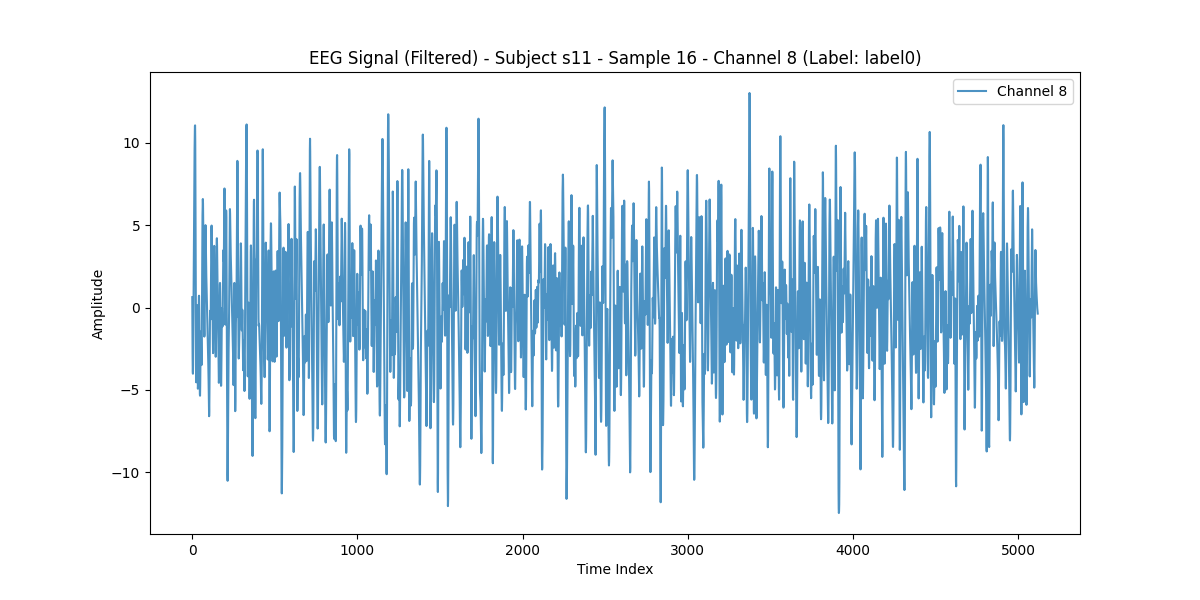 EEG Signal (Filtered) - Subject s11 - Sample 16 - Channel 8 (Label: label0)
Channel 8
10
5
0
−5
−10
Amplitude
0 1000 2000 3000 4000 5000
Time Index